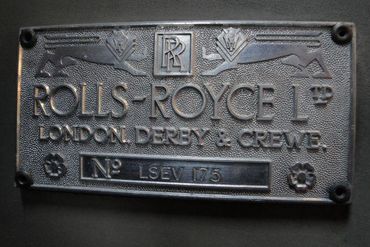 RR
ROLLS-ROYCE LTD
LONDON. DERBY & CREWE.
No LSEV 175